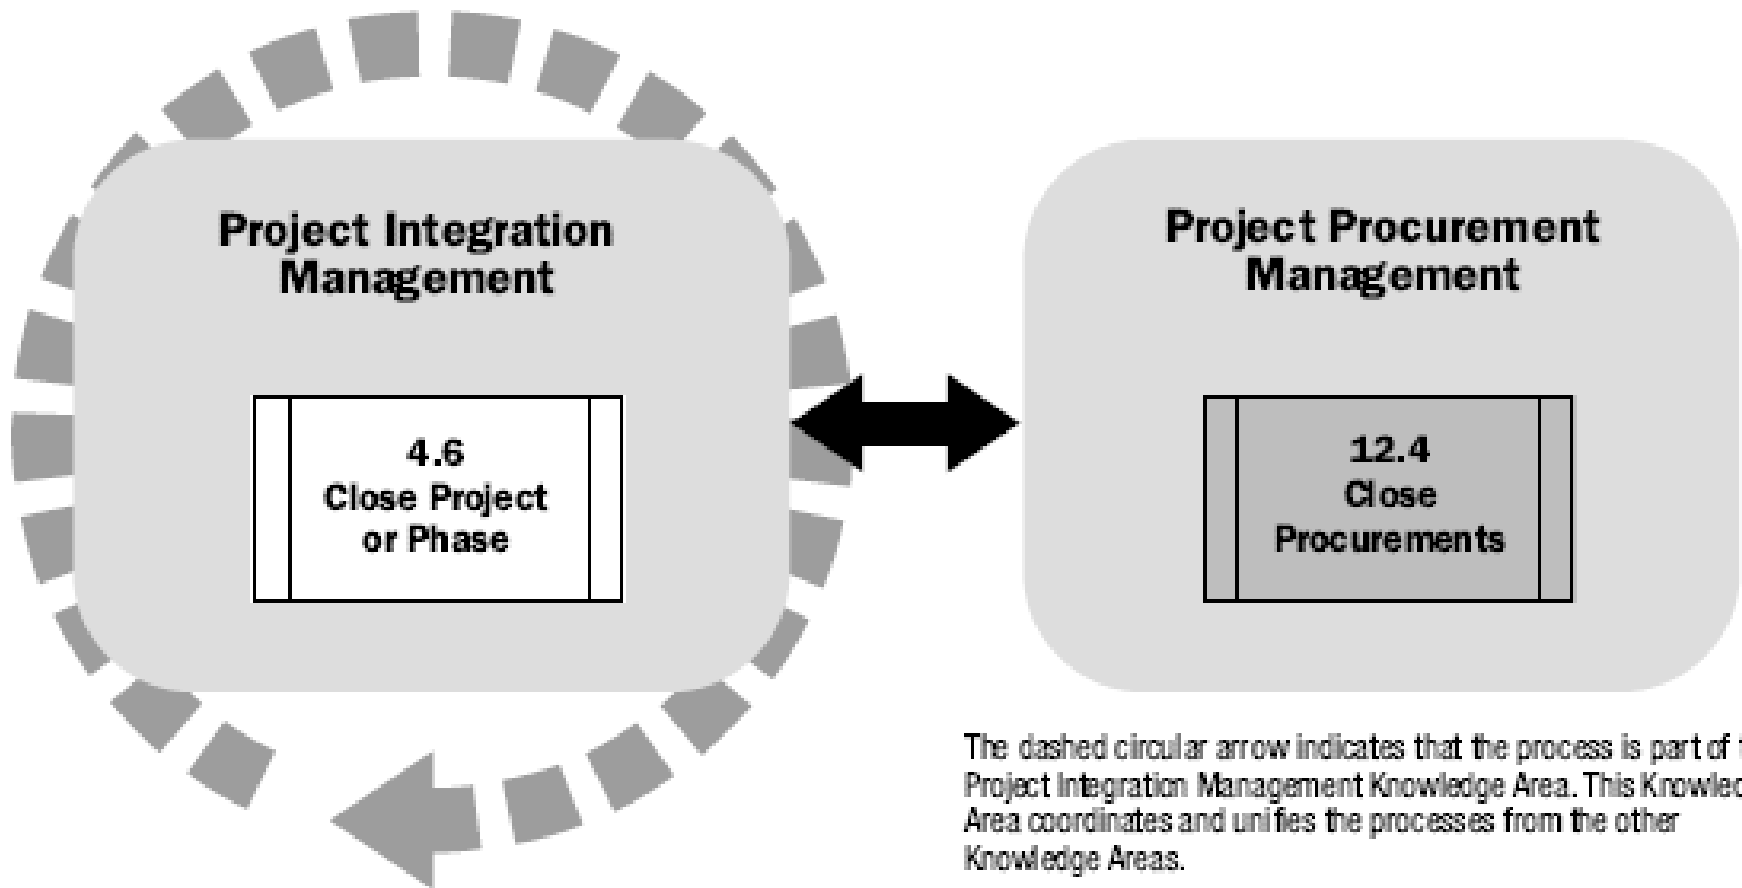 Project Integration
Management
4.6
Close Project
or Phase
Project Procurement
Management
12.4
Close
Procurements
The dashed circular arrow indicates that the process is part of
Project Integration Management Knowledge Area. This
Area coordinates and unifies the processes from the other
Knowledge Areas.